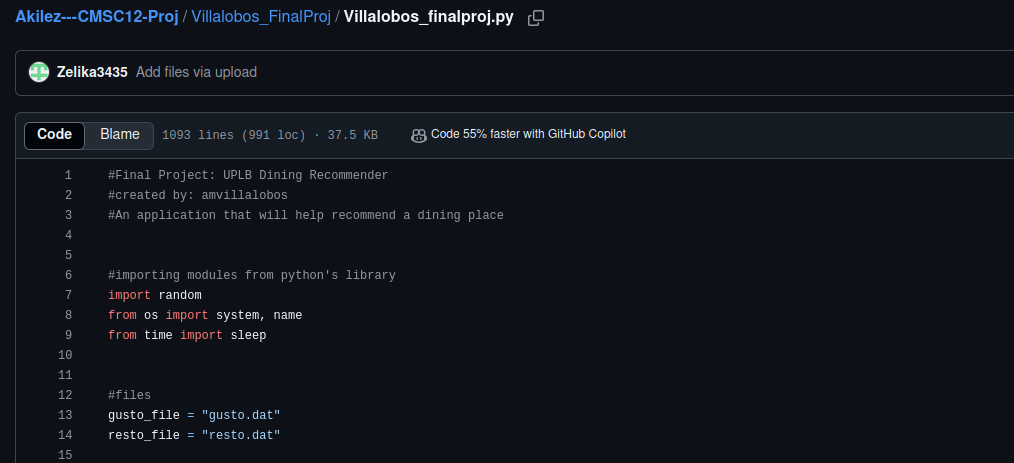 Akilez---CMSC12-Proj / Villalobos_FinalProj / Villalobos_finalproj.py
Zelika3435 Add files via upload
Code Blame 1093 lines (991 loc) · 37.5 KB Code 55% faster with GitHub Copilot
1 #Final Project: UPLB Dining Recommender
2 #created by: amvillalobos
3 #An application that will help recommend a dining place
4
5
6 #importing modules from python's library
7 import random
8 from os import system, name
9 from time import sleep
10
11
12 #files
13 gusto_file = "gusto.dat"
14 resto_file = "resto.dat"
15